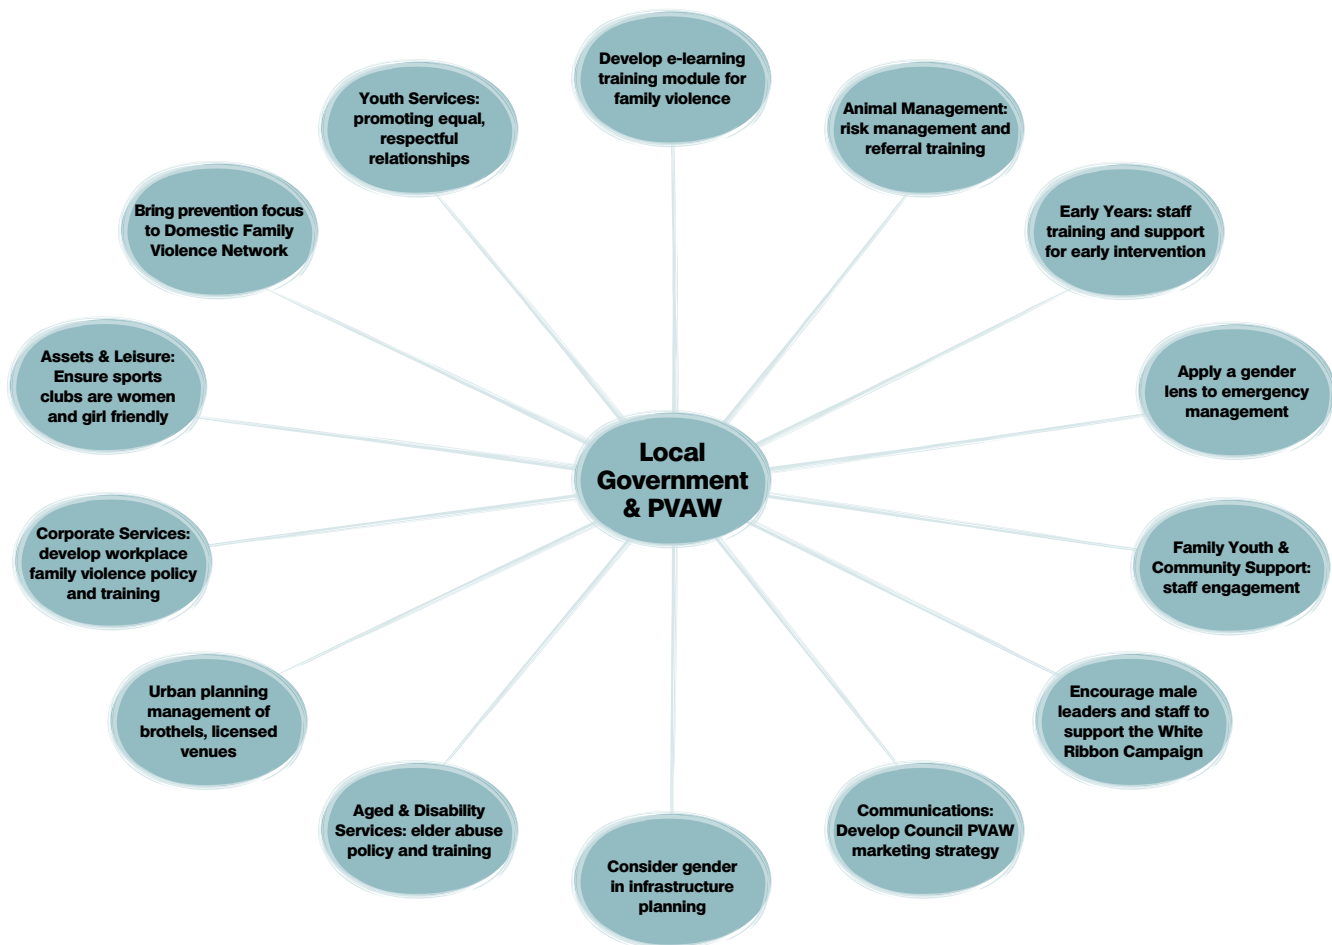 Develop e-learning
training module for
family violence
Animal Management:
risk management and
referral training
Early Years: staff
training and support
for early intervention
Apply a gender
lens to emergency
management
Family Youth &
Community Support:
staff engagement
Encourage male
leaders and staff to
support the White
Ribbon Campaign
Communications:
Develop Council PVAW
marketing strategy
Consider gender
in infrastructure
planning
Aged & Disability
Services: elder abuse
policy and training
Urban planning
management of
brothels, licensed
venues
Corporate Services:
develop workplace
family violence policy
and training
Assets & Leisure:
Ensure sports
clubs are women
and girl friendly
Bring prevention focus
to Domestic Family
Violence Network
Youth Services:
promoting equal,
respectful
relationships
Local
Government
& PVAW